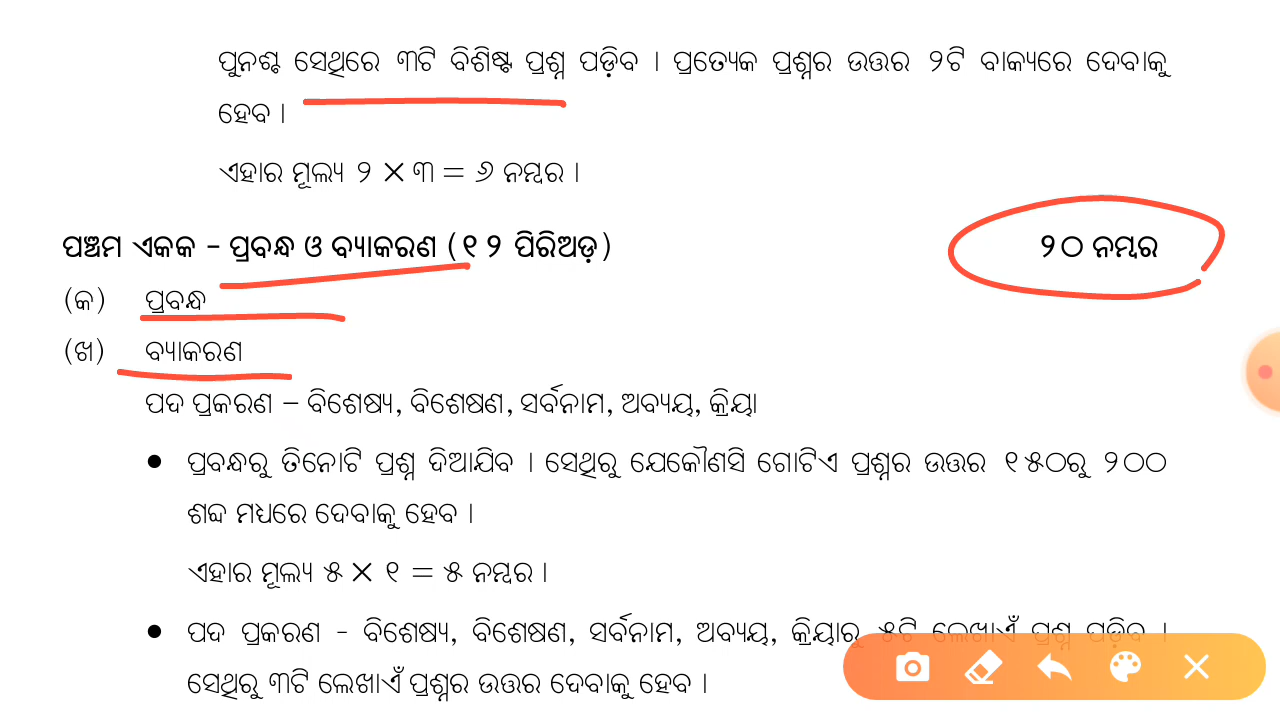 ପୁନଶ୍ଚ ସେଥିରେ ୩ଟି ବିଶିଷ୍ଟ ପ୍ରଶ୍ନ ପଡ଼ିବ । ପ୍ରତ୍ୟେକ ପ୍ରଶ୍ନର ଉତ୍ତର ୨ଟି ବାକ୍ୟରେ ଦେବାକୁ
ହେବ ।
ଏହାର ମୂଲ୍ୟ ୨ × ୩ = ୬ ନମ୍ବର ।
ପଞ୍ଚମ ଏକକ - ପ୍ରବନ୍ଧ ଓ ବ୍ୟାକରଣ (୧୨ ପିରିଅଡ଼) ୨୦ ନମ୍ବର
(କ) ପ୍ରବନ୍ଧ
(ଖ) ବ୍ୟାକରଣ
ପଦ ପ୍ରକରଣ – ବିଶେଷ୍ୟ, ବିଶେଷଣ, ସର୍ବନାମ, ଅବ୍ୟୟ, କ୍ରିୟା
● ପ୍ରବନ୍ଧରୁ ତିନୋଟି ପ୍ରଶ୍ନ ଦିଆଯିବ । ସେଥିରୁ ଯେକୌଣସି ଗୋଟିଏ ପ୍ରଶ୍ନର ଉତ୍ତର ୧୫୦ରୁ ୨୦୦
ଶବ୍ଦ ମଧ୍ୟରେ ଦେବାକୁ ହେବ ।
ଏହାର ମୂଲ୍ୟ ୫ × ୧ = ୫ ନମ୍ବର ।
● ପଦ ପ୍ରକରଣ - ବିଶେଷ୍ୟ, ବିଶେଷଣ, ସର୍ବନାମ, ଅବ୍ୟୟ, କ୍ରିୟାରୁ ୫ଟି ଲେଖାଏଁ ପ୍ରଶ୍ନ ପଡ଼ିବ ।
ସେଥିରୁ ୩ଟି ଲେଖାଏଁ ପ୍ରଶ୍ନର ଉତ୍ତର ଦେବାକୁ ହେବ ।